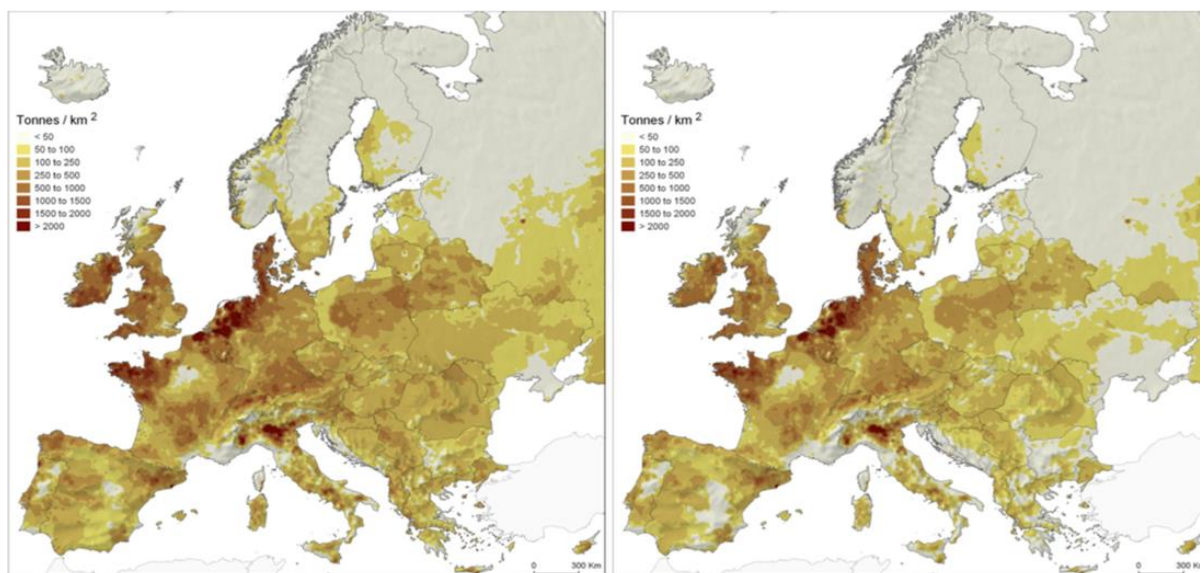 Tonnes / km 2
< 50
50 to 100
100 to 250
250 to 500
500 to 1000
1000 to 1500
1500 to 2000
> 2000
0 300 Km
Tonnes / km 2
< 50
50 to 100
100 to 250
250 to 500
500 to 1000
1000 to 1500
1500 to 2000
> 2000
0 300 Km